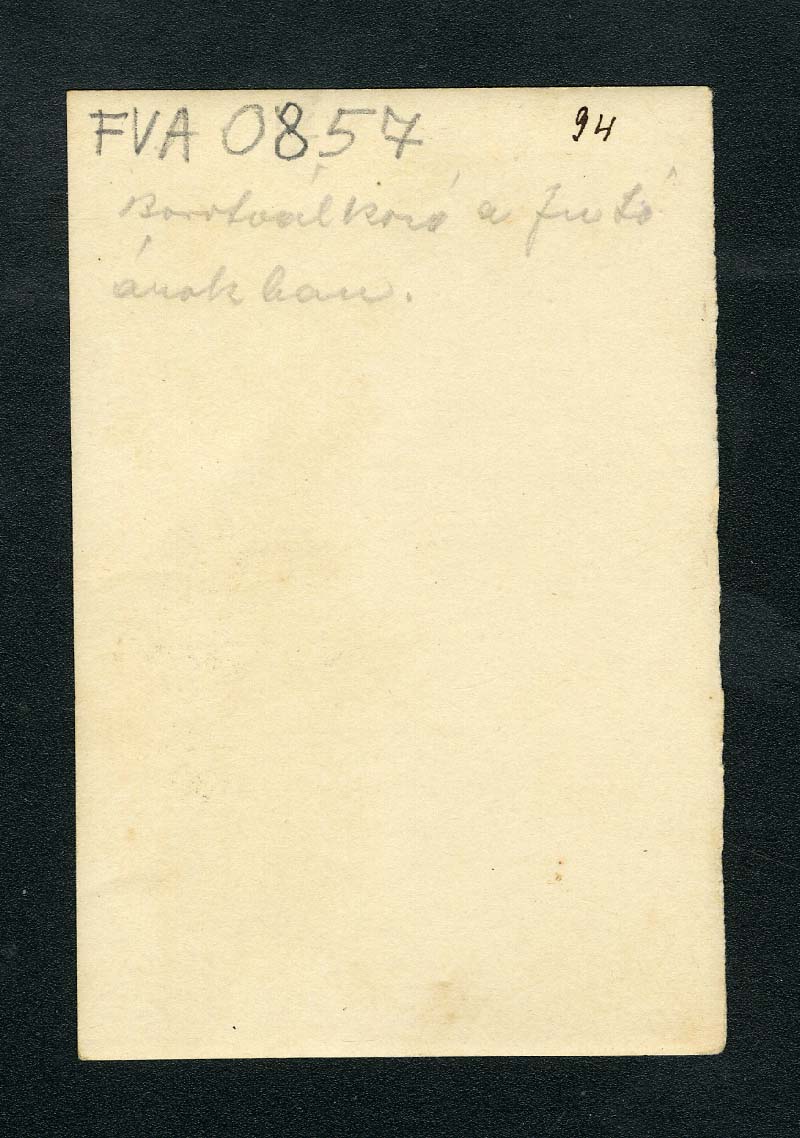 FVA 0857 94
Borotválkozó a futó
árokban.